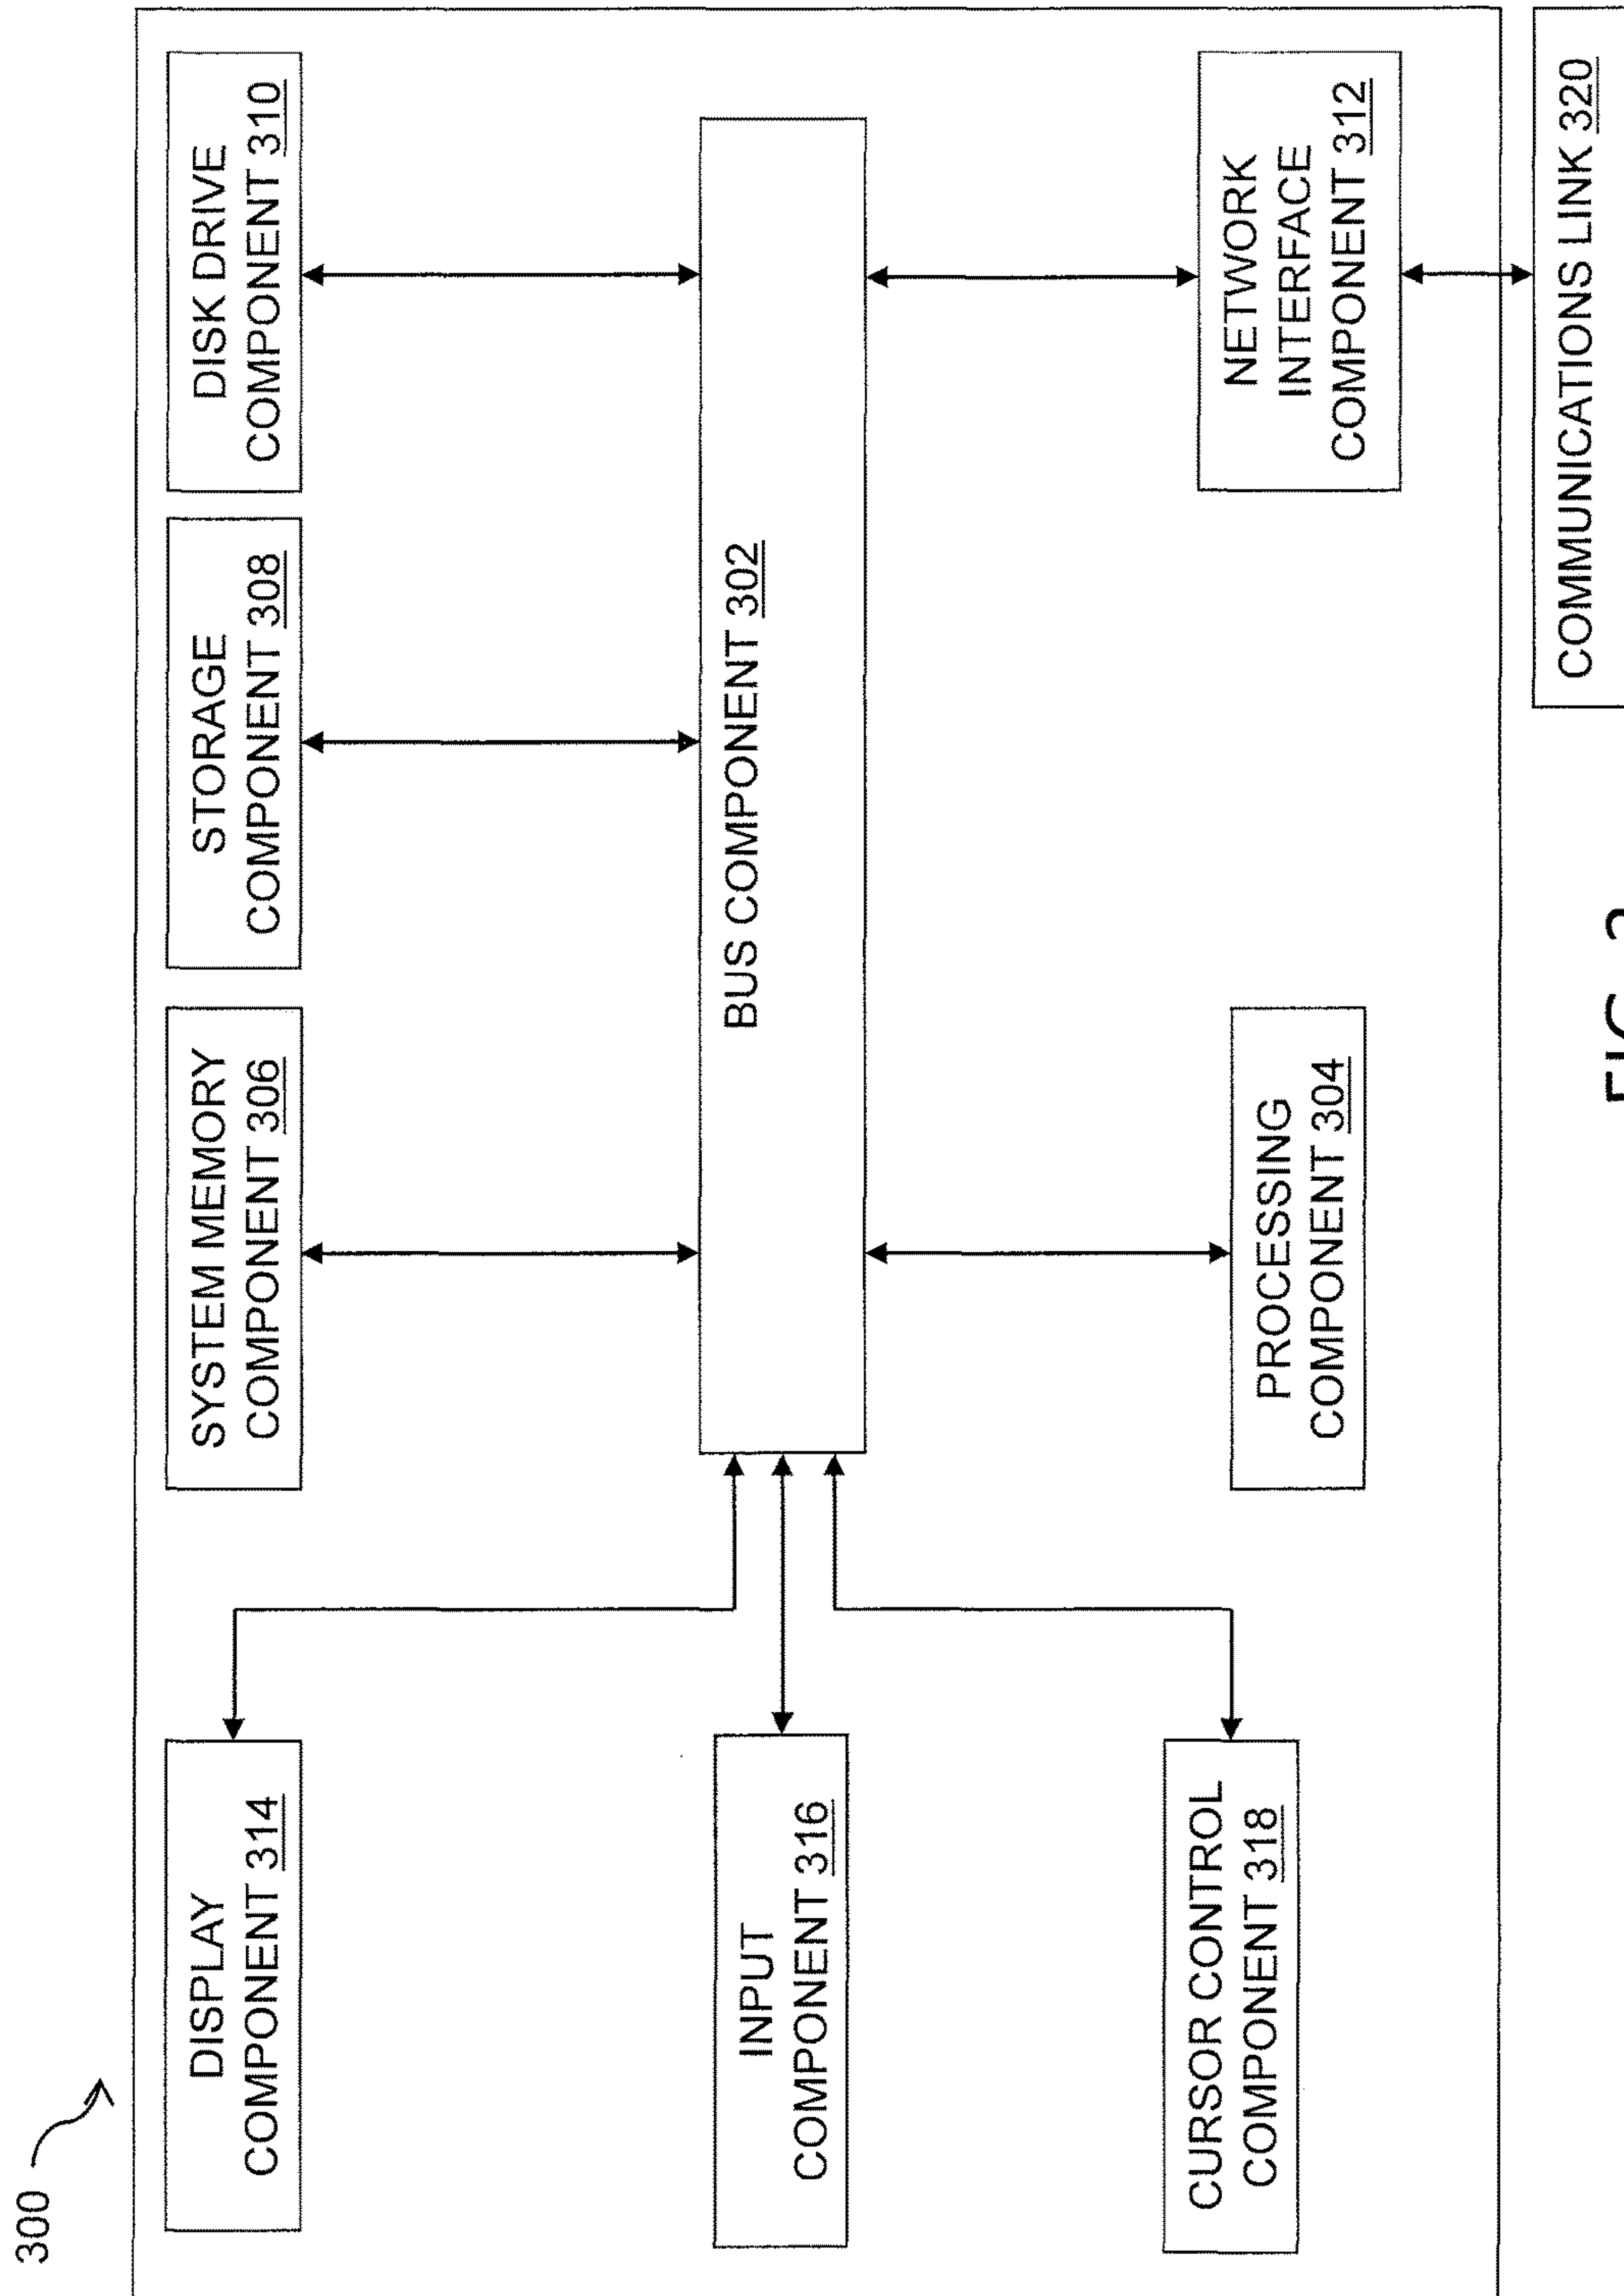 300
DISPLAY
COMPONENT 314
SYSTEM MEMORY
COMPONENT 306
STORAGE
COMPONENT 308
DISK DRIVE
COMPONENT 310
INPUT
COMPONENT 316
BUS COMPONENT 302
CURSOR CONTROL
COMPONENT 318
PROCESSING
COMPONENT 304
NETWORK
INTERFACE
COMPONENT 312
COMMUNICATIONS LINK 320
FIG.